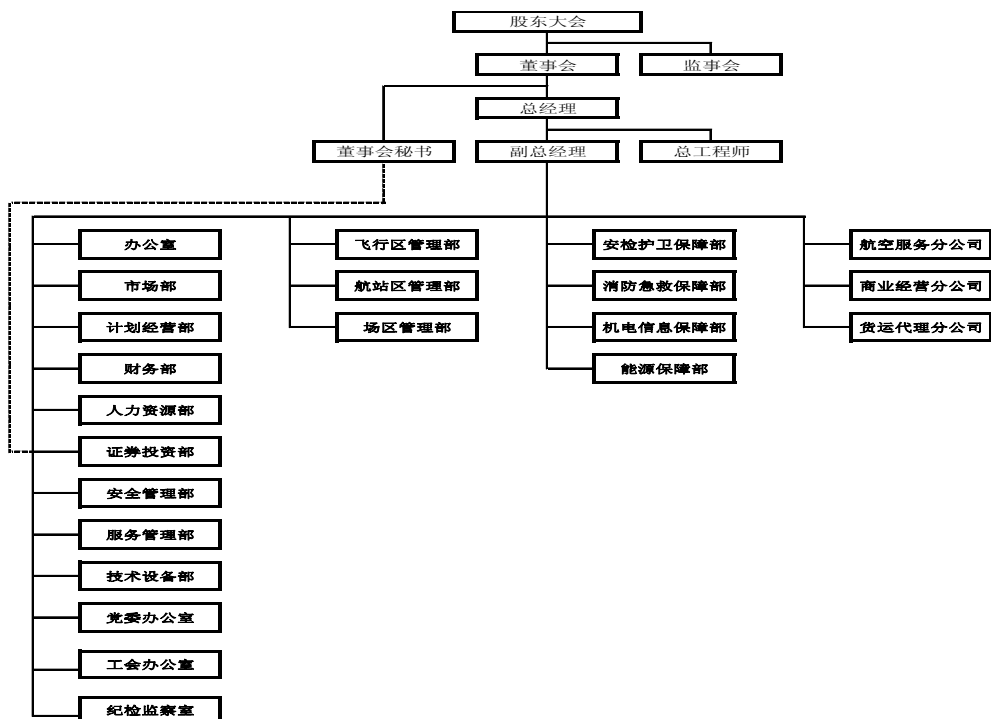 股东大会
董事会
监事会
总经理
董事会秘书
副总经理
总工程师
办公室
市场部
计划经营部
财务部
人力资源部
证券投资部
安全管理部
服务管理部
技术设备部
党委办公室
工会办公室
纪检监察室
飞行区管理部
航站区管理部
场区管理部
安检护卫保障部
消防急救保障部
机电信息保障部
能源保障部
航空服务分公司
商业经营分公司
货运代理分公司